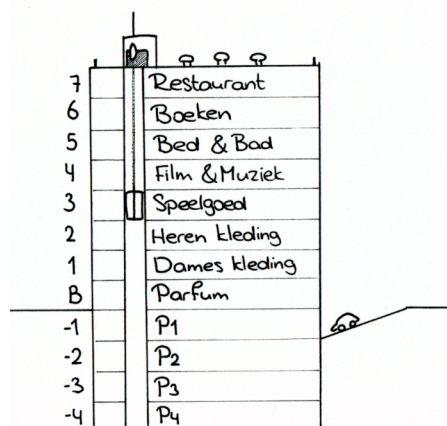 7 Restaurant
6 Boeken
5 Bed & Bad
4 Film & Muziek
3 Speelgoed
2 Heren kleding
1 Dames kleding
B Parfum
-1 P1
-2 P2
-3 P3
-4 P4